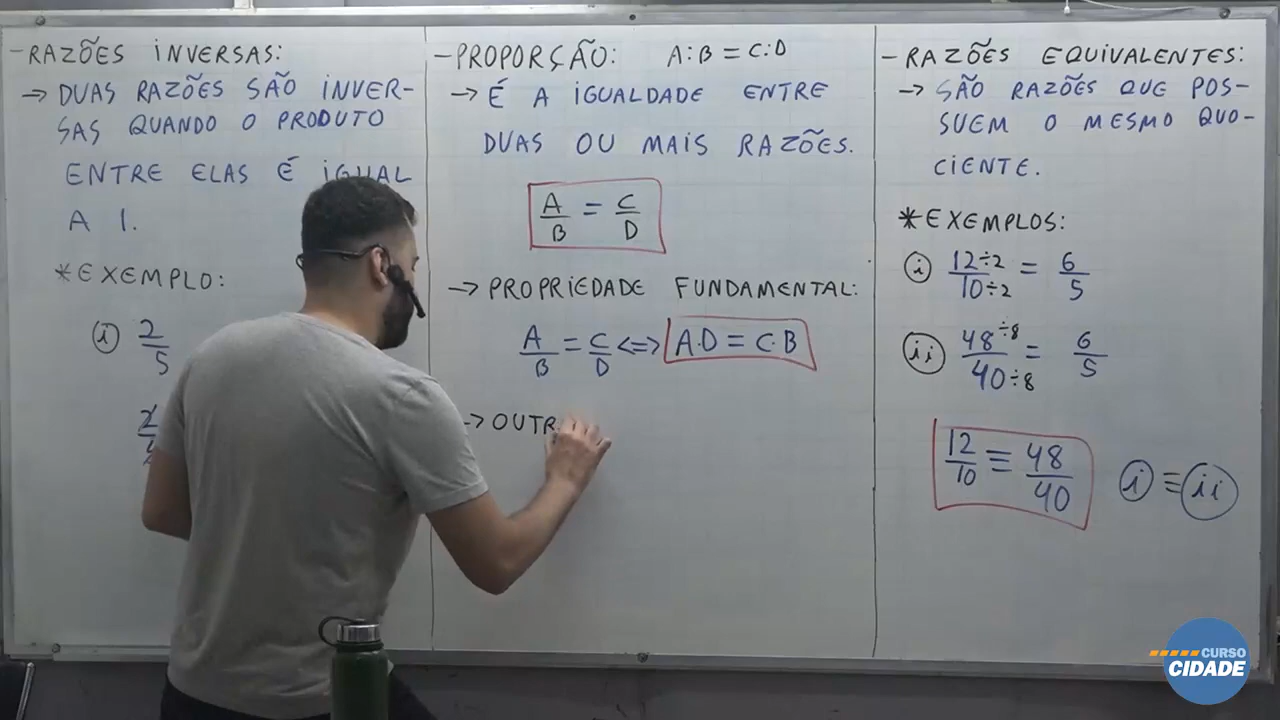 -RAZÕES INVERSAS:
→ DUAS RAZÕES SÃO INVER-
SAS QUANDO O PRODUTO
ENTRE ELAS É IGUAL
A 1.
*EXEMPLO:
i 2/5
-PROPORÇÃO: A:B = C:D
→ É A IGUALDADE ENTRE
DUAS OU MAIS RAZÕES.
A/B = C/D
→ PROPRIEDADE FUNDAMENTAL:
A/B = C/D <=> A.D = C.B
→ OUTR
- RAZÕES EQUIVALENTES:
→ SÃO RAZÕES QUE POS-
SUEM O MESMO QUO-
CIENTE.
*EXEMPLOS:
i 12÷2/10÷2 = 6/5
ii 48÷8/40÷8 = 6/5
12/10 ≡ 48/40 i ≡ ii
CURSO
CIDADE